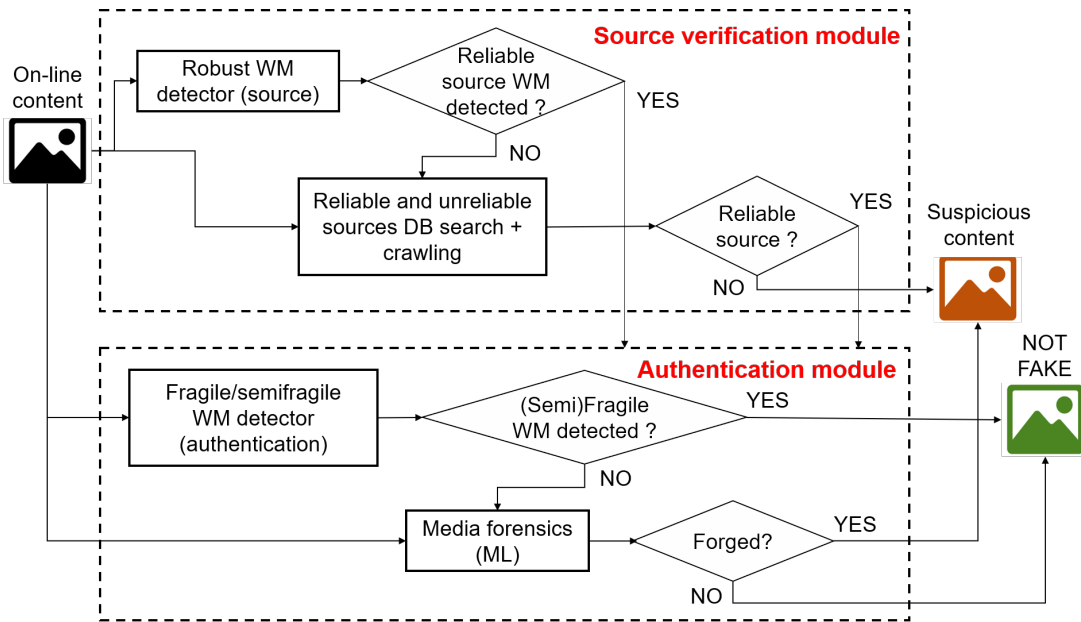 Source verification module
On-line
content
Robust WM
detector (source)
Reliable
source WM
detected ?
YES
NO
Reliable and unreliable
sources DB search +
crawling
Reliable
source ?
YES
NO
Suspicious
content
Authentication module
Fragile/semifragile
WM detector
(authentication)
(Semi)Fragile
WM detected ?
YES
NO
NOT
FAKE
Media forensics
(ML)
Forged?
YES
NO